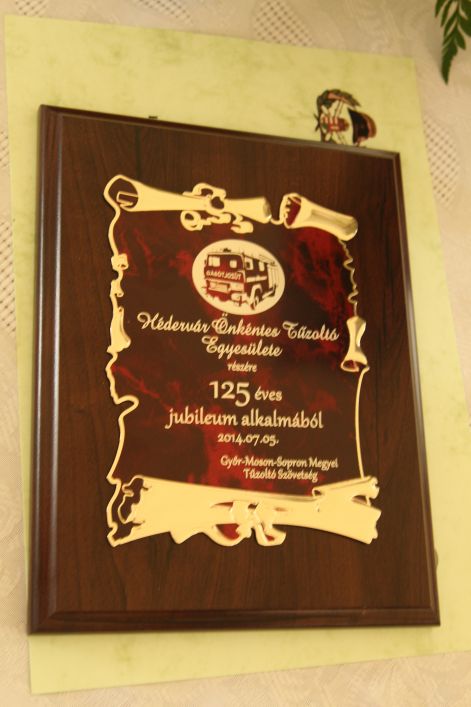 Hédervár Önkéntes Tűzoltó
Egyesülete
részére
125 éves
jubileum alkalmából
2014.07.05.
Győr-Moson-Sopron Megyei
Tűzoltó Szövetség